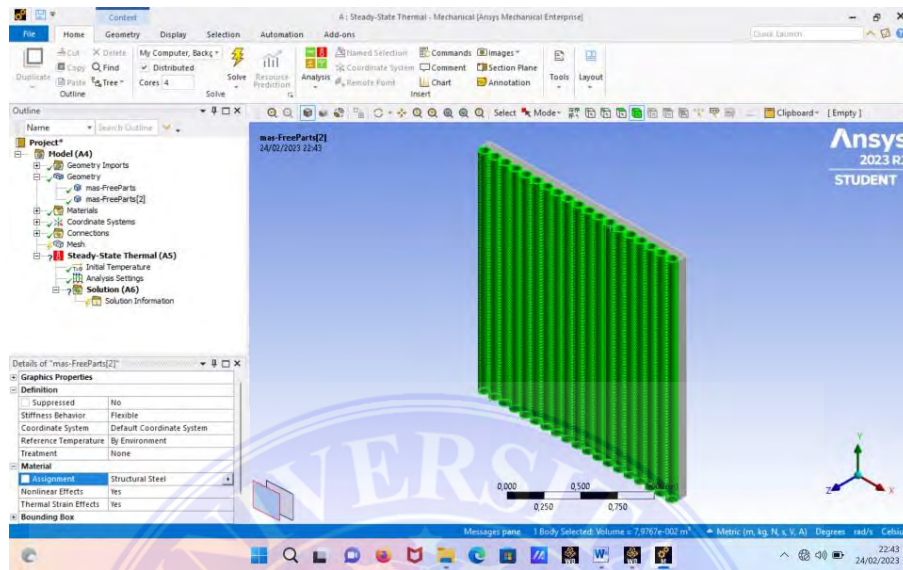 Context
A : Steady-State Thermal - Mechanical [Ansys Mechanical Enterprise]
File Home Geometry Display Selection Automation Add-ons
Quick Launch
Duplicate
Cut
Copy
Paste
Delete
Find
Tree
Outline
My Computer, Backg
Distributed
Cores 4
Solve
Solve
Resource Prediction
Analysis
Named Selection
Coordinate System
Remote Point
Commands
Comment
Chart
Images
Section Plane
Annotation
Insert
Tools
Layout
Outline
Name
Search Outline
Select Mode
Clipboard
[Empty]
Project*
Model (A4)
Geometry Imports
Geometry
mas-FreeParts
mas-FreeParts[2]
Materials
Coordinate Systems
Connections
Mesh
Steady-State Thermal (A5)
Initial Temperature
Analysis Settings
Solution (A6)
Solution Information
mas-FreeParts[2]
24/02/2023 22:43
Ansys
2023 R
STUDENT
Details of "mas-FreeParts[2]"
Graphics Properties
Definition
Suppressed No
Stiffness Behavior Flexible
Coordinate System Default Coordinate System
Reference Temperature By Environment
Treatment None
Material
Assignment Structural Steel
Nonlinear Effects Yes
Thermal Strain Effects Yes
Bounding Box
0,000 0,500
0,250 0,750
Y
Z X
VERSI
Messages pane 1 Body Selected: Volume = 7,9767e-002 m³ Metric (m, kg, N, s, V, A) Degrees rad/s Celsiu
22:43
24/02/2023